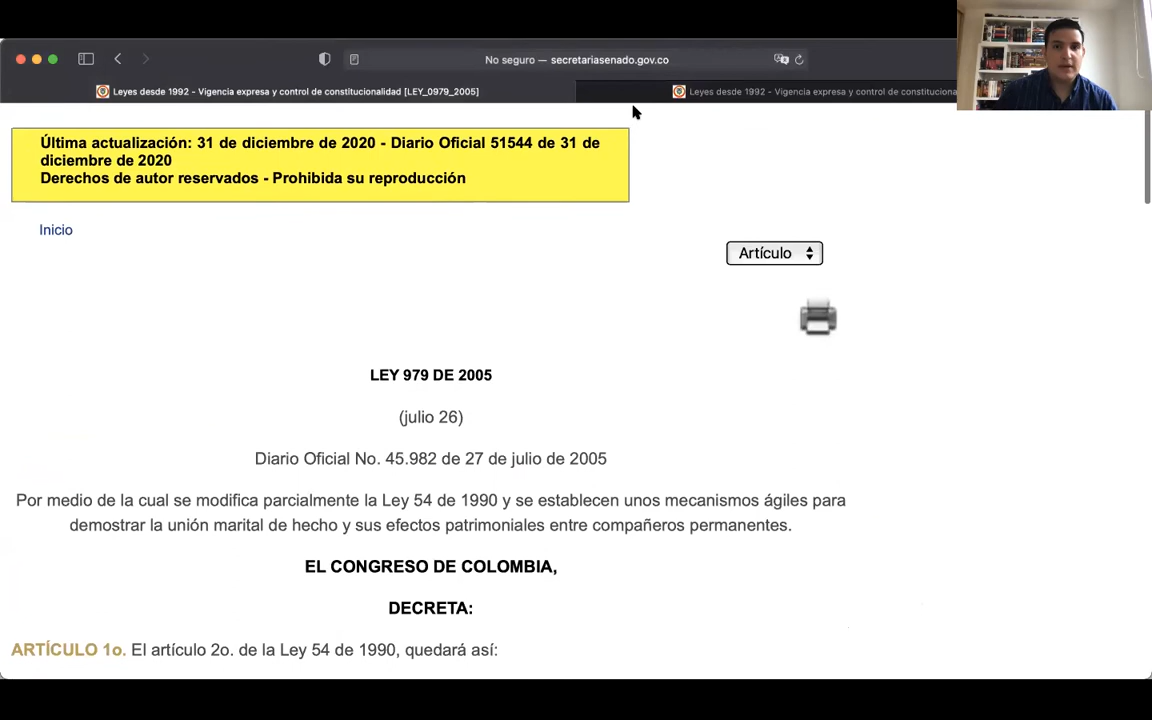 No seguro — secretariasenado.gov.co
Leyes desde 1992 - Vigencia expresa y control de constitucionalidad [LEY_0979_2005]
Leyes desde 1992 - Vigencia expresa y control de constituciona
Última actualización: 31 de diciembre de 2020 - Diario Oficial 51544 de 31 de
diciembre de 2020
Derechos de autor reservados - Prohibida su reproducción
Inicio
Artículo
LEY 979 DE 2005
(julio 26)
Diario Oficial No. 45.982 de 27 de julio de 2005
Por medio de la cual se modifica parcialmente la Ley 54 de 1990 y se establecen unos mecanismos ágiles para
demostrar la unión marital de hecho y sus efectos patrimoniales entre compañeros permanentes.
EL CONGRESO DE COLOMBIA,
DECRETA:
ARTÍCULO 1o. El artículo 2o. de la Ley 54 de 1990, quedará así: